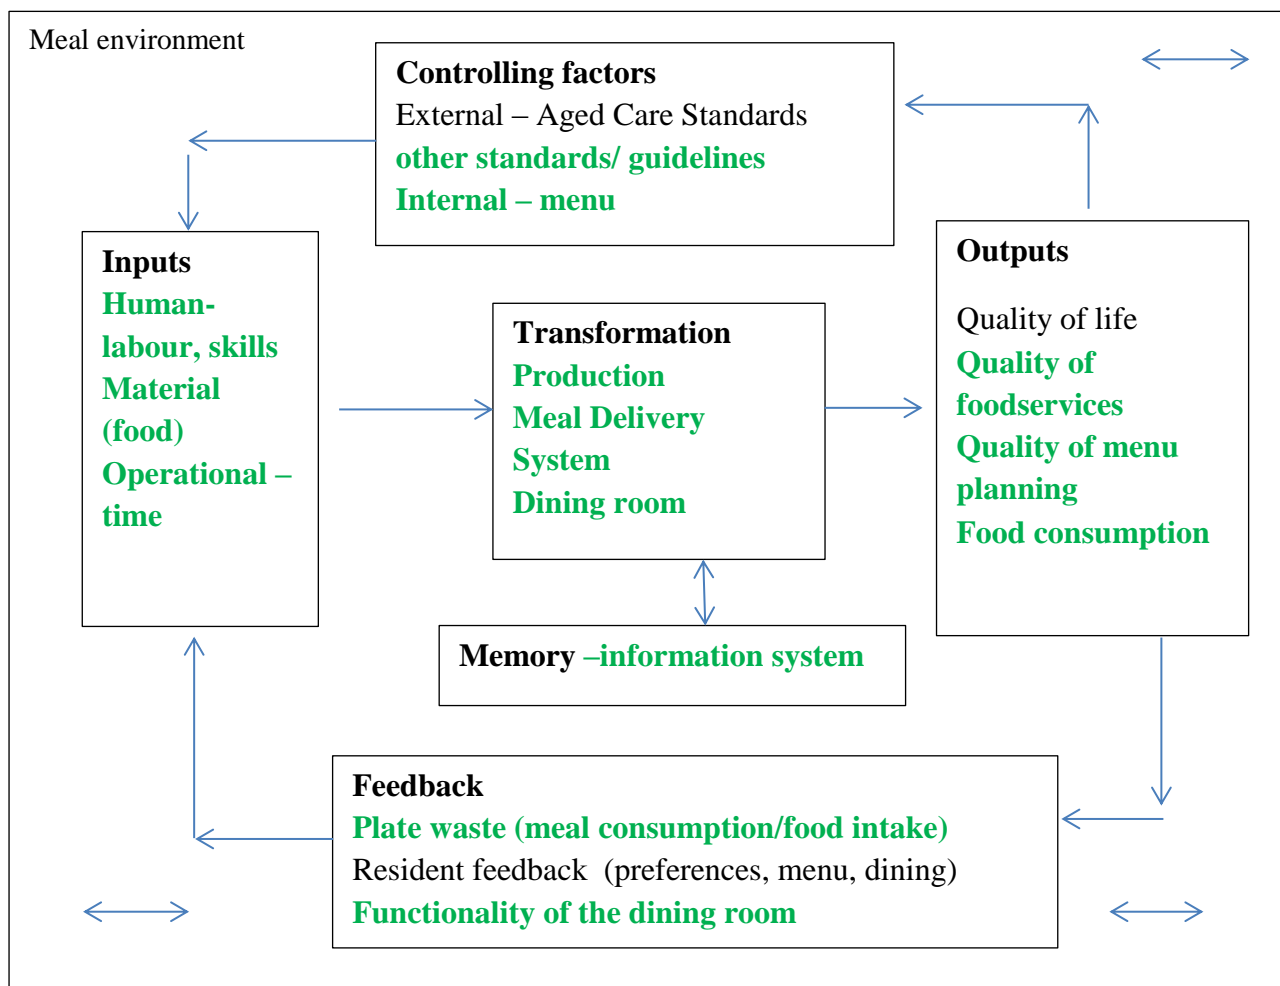 Meal environment
Controlling factors
External – Aged Care Standards
other standards/ guidelines
Internal – menu
Inputs
Human-
labour, skills
Material
(food)
Operational –
time
Transformation
Production
Meal Delivery
System
Dining room
Outputs
Quality of life
Quality of
foodservices
Quality of menu
planning
Food consumption
Memory –information system
Feedback
Plate waste (meal consumption/food intake)
Resident feedback  (preferences, menu, dining)
Functionality of the dining room